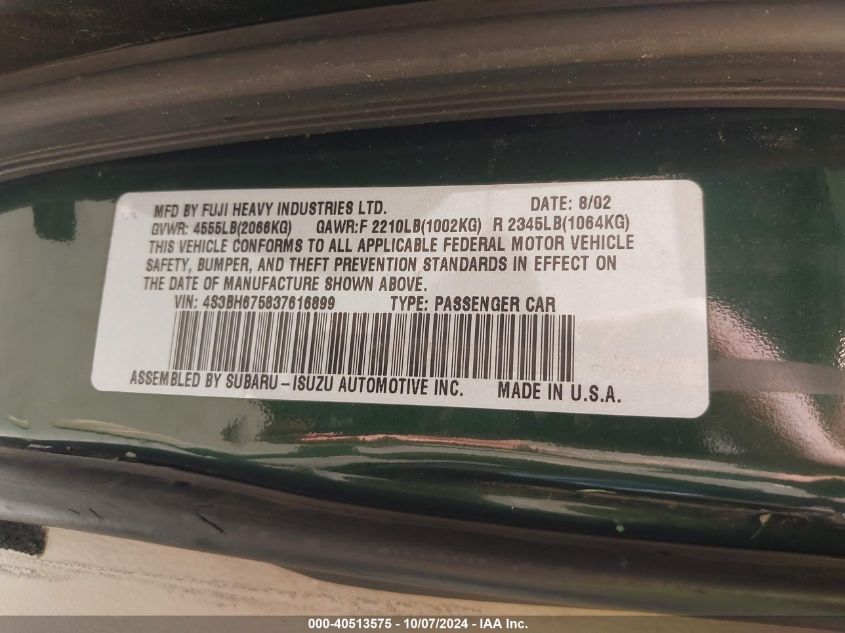 MFD BY FUJI HEAVY INDUSTRIES LTD. DATE: 8/02
GVWR: 4555LB(2066KG) GAWR:F 2210LB(1002KG) R 2345LB(1064KG)
THIS VEHICLE CONFORMS TO ALL APPLICABLE FEDERAL MOTOR VEHICLE
SAFETY, BUMPER, AND THEFT PREVENTION STANDARDS IN EFFECT ON
THE DATE OF MANUFACTURE SHOWN ABOVE.
VIN: 4S3BH675837616899 TYPE: PASSENGER CAR
ASSEMBLED BY SUBARU-ISUZU AUTOMOTIVE INC. MADE IN U.S.A.
000-40513575 - 10/07/2024 - IAA Inc.